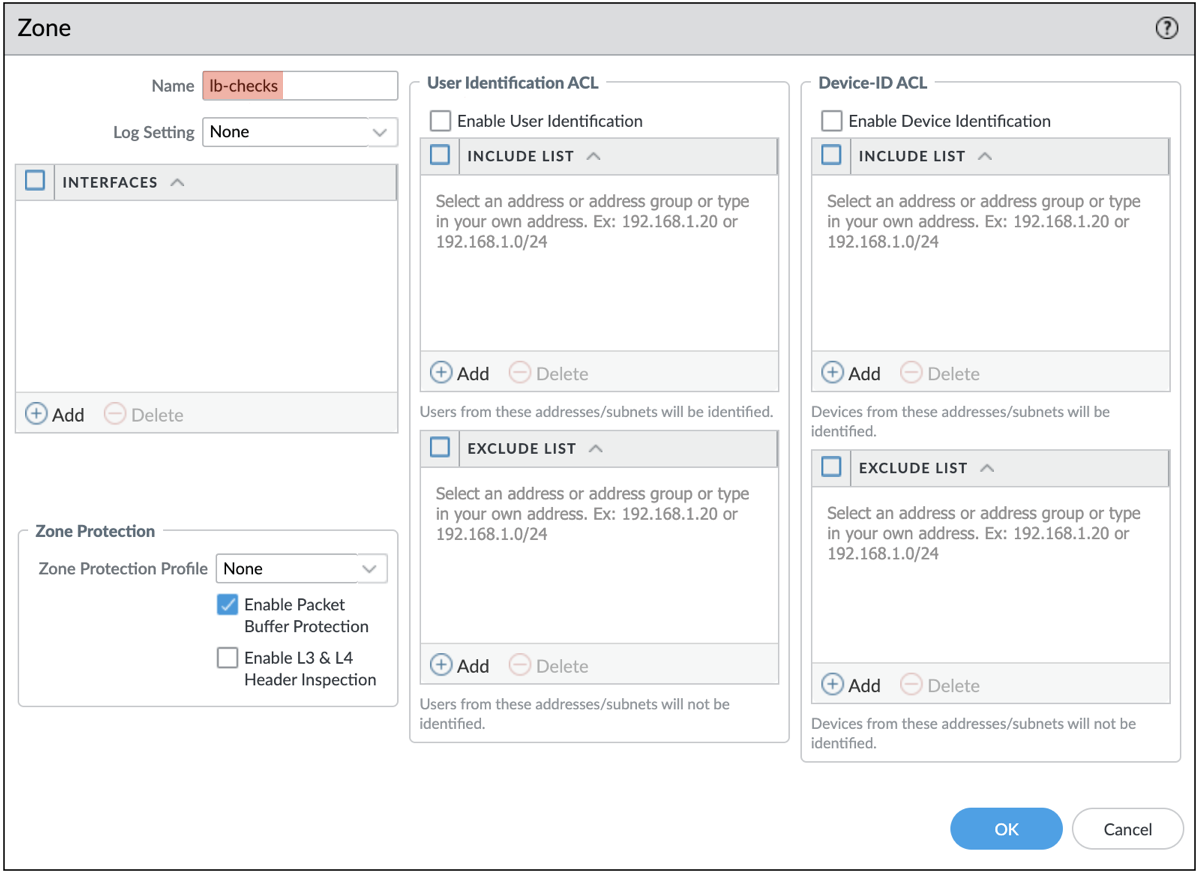 Zone
?
Name lb-checks
Log Setting None
INTERFACES
Add Delete
Zone Protection
Zone Protection Profile None
Enable Packet
Buffer Protection
Enable L3 & L4
Header Inspection
User Identification ACL
Enable User Identification
INCLUDE LIST
Select an address or address group or type
in your own address. Ex: 192.168.1.20 or
192.168.1.0/24
Add Delete
Users from these addresses/subnets will be identified.
EXCLUDE LIST
Select an address or address group or type
in your own address. Ex: 192.168.1.20 or
192.168.1.0/24
Add Delete
Users from these addresses/subnets will not be
identified.
Device-ID ACL
Enable Device Identification
INCLUDE LIST
Select an address or address group or type
in your own address. Ex: 192.168.1.20 or
192.168.1.0/24
Add Delete
Devices from these addresses/subnets will be
identified.
EXCLUDE LIST
Select an address or address group or type
in your own address. Ex: 192.168.1.20 or
192.168.1.0/24
Add Delete
Devices from these addresses/subnets will not be
identified.
OK Cancel